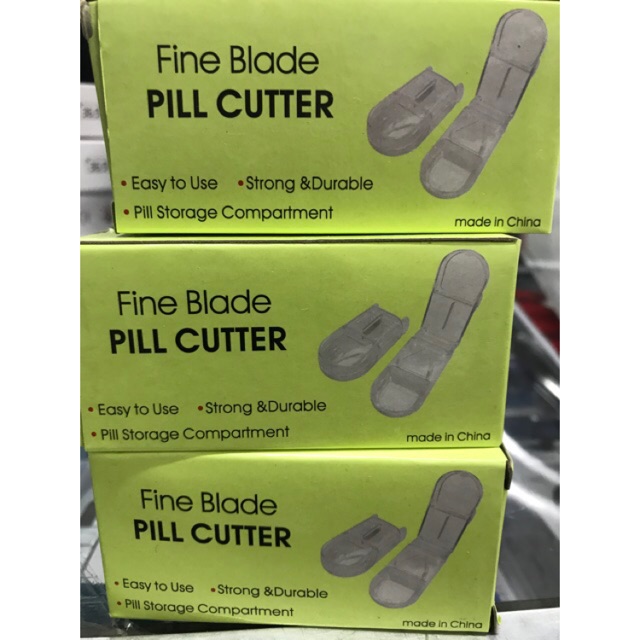 Fine Blade
PILL CUTTER
• Easy to Use •Strong &Durable
• Pill Storage Compartment
made in China
Fine Blade
PILL CUTTER
• Easy to Use •Strong &Durable
• Pill Storage Compartment
made in China
Fine Blade
PILL CUTTER
• Easy to Use •Strong &Durable
• Pill Storage Compartment
made in China